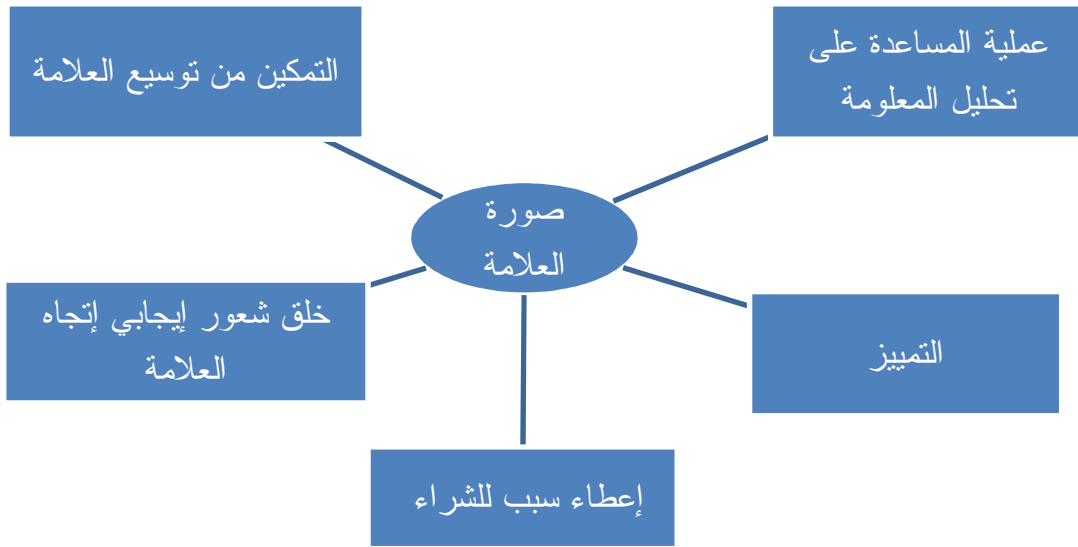 عملية المساعدة على
تحليل المعلومة
التمكين من توسيع العلامة
صورة
العلامة
خلق شعور إيجابي إتجاه
العلامة
التمييز
إعطاء سبب للشراء